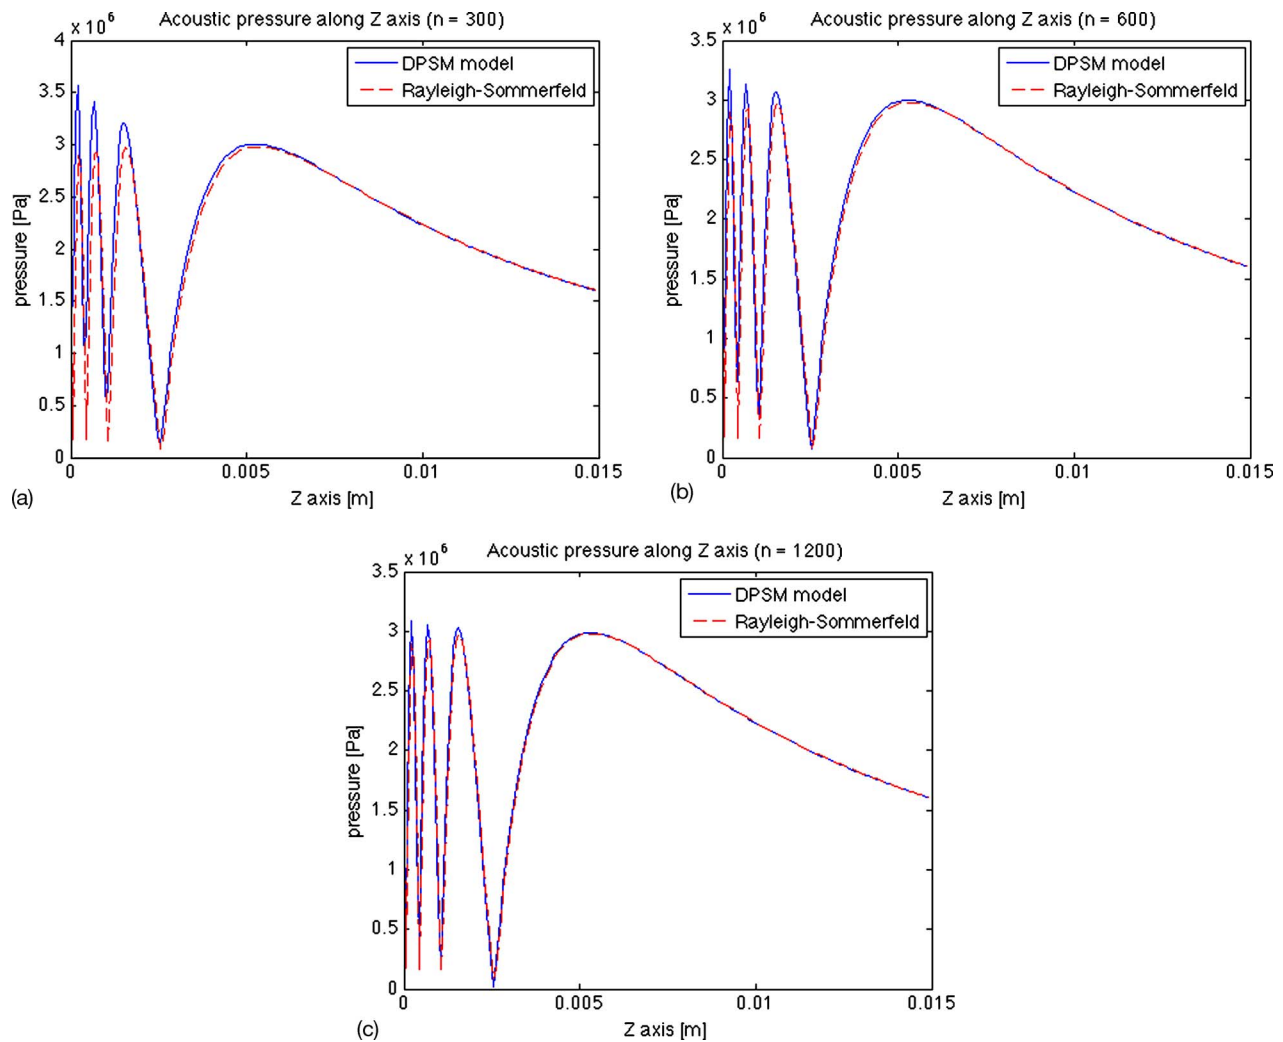 Acoustic pressure along Z axis (n = 300)
x 10^6
4
3.5
3
2.5
2
1.5
1
0.5
0
pressure [Pa]
DPSM model
Rayleigh-Sommerfeld
0 0.005 0.01 0.015
Z axis [m]
(a)
Acoustic pressure along Z axis (n = 600)
x 10^6
3.5
3
2.5
2
1.5
1
0.5
0
pressure [Pa]
DPSM model
Rayleigh-Sommerfeld
0 0.005 0.01 0.015
Z axis [m]
(b)
Acoustic pressure along Z axis (n = 1200)
x 10^6
3.5
3
2.5
2
1.5
1
0.5
0
pressure [Pa]
DPSM model
Rayleigh-Sommerfeld
0 0.005 0.01 0.015
Z axis [m]
(c)